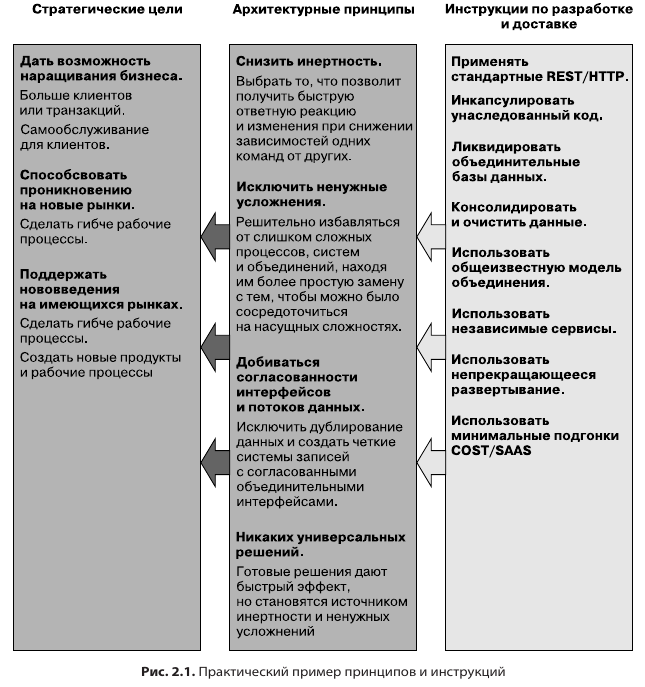 Стратегические цели
Дать возможность
наращивания бизнеса.
Больше клиентов
или транзакций.
Самообслуживание
для клиентов.
Способсвовать
проникновению
на новые рынки.
Сделать гибче рабочие
процессы.
Поддержать
нововведения
на имеющихся рынках.
Сделать гибче рабочие
процессы.
Создать новые продукты
и рабочие процессы
Архитектурные принципы
Снизить инертность.
Выбрать то, что позволит
получить быструю
ответную реакцию
и изменения при снижении
зависимостей одних
команд от других.
Исключить ненужные
усложнения.
Решительно избавляться
от слишком сложных
процессов, систем
и объединений, находя
им более простую замену
с тем, чтобы можно было
сосредоточиться
на насущных сложностях.
Добиваться
согласованности
интерфейсов
и потоков данных.
Исключить дублирование
данных и создать четкие
системы записей
с согласованными
объединительными
интерфейсами.
Никаких универсальных
решений.
Готовые решения дают
быстрый эффект,
но становятся источником
инертности и ненужных
усложнений
Инструкции по разработке
и доставке
Применять
стандартные REST/HTTP.
Инкапсулировать
унаследованный код.
Ликвидировать
объединительные
базы данных.
Консолидировать
и очистить данные.
Использовать
общеизвестную модель
объединения.
Использовать
независимые сервисы.
Использовать
непрекращающееся
развертывание.
Использовать
минимальные подгонки
COST/SAAS
Рис. 2.1. Практический пример принципов и инструкций